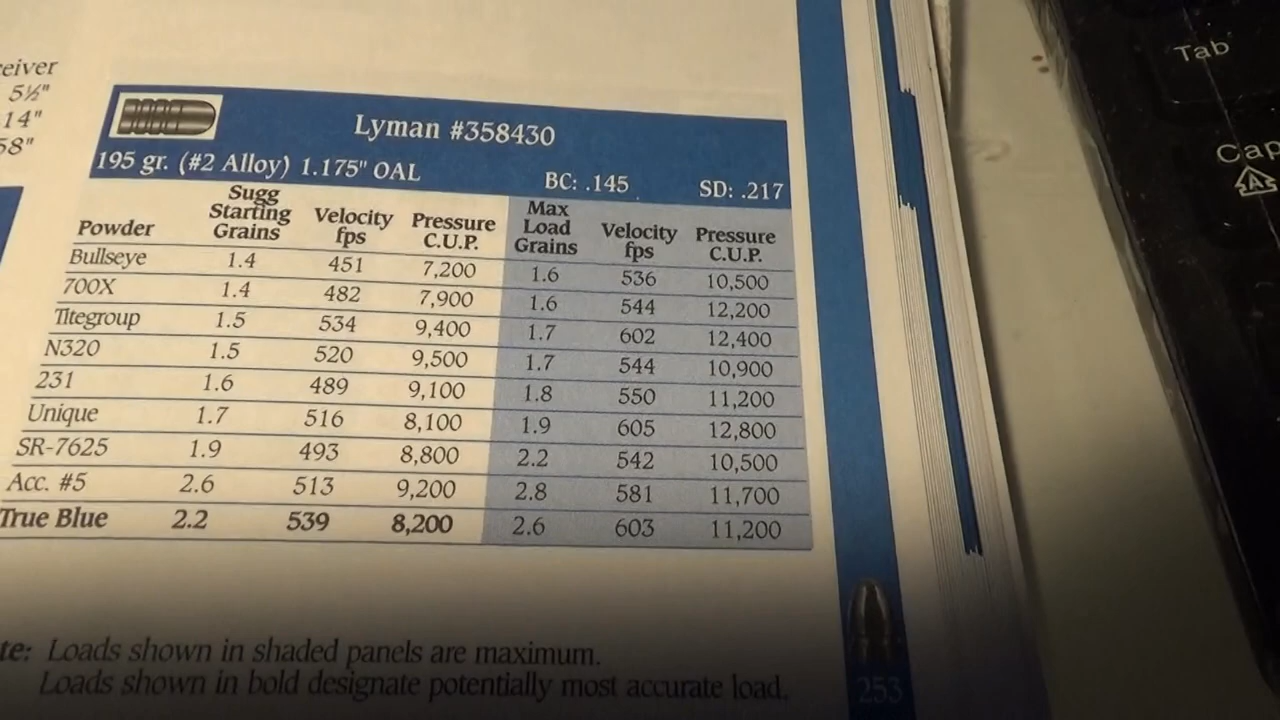 eiver
5½"
14"
58"
Lyman #358430
195 gr. (#2 Alloy) 1.175" OAL BC: .145 SD: .217
Powder Sugg Starting Grains Velocity fps Pressure C.U.P. Max Load Grains Velocity fps Pressure C.U.P.
Bullseye 1.4 451 7,200 1.6 536 10,500
700X 1.4 482 7,900 1.6 544 12,200
Titegroup 1.5 534 9,400 1.7 602 12,400
N320 1.5 520 9,500 1.7 544 10,900
231 1.6 489 9,100 1.8 550 11,200
Unique 1.7 516 8,100 1.9 605 12,800
SR-7625 1.9 493 8,800 2.2 542 10,500
Acc. #5 2.6 513 9,200 2.8 581 11,700
True Blue 2.2 539 8,200 2.6 603 11,200
te: Loads shown in shaded panels are maximum.
Loads shown in bold designate potentially most accurate load.
253
Tab
Cap
A